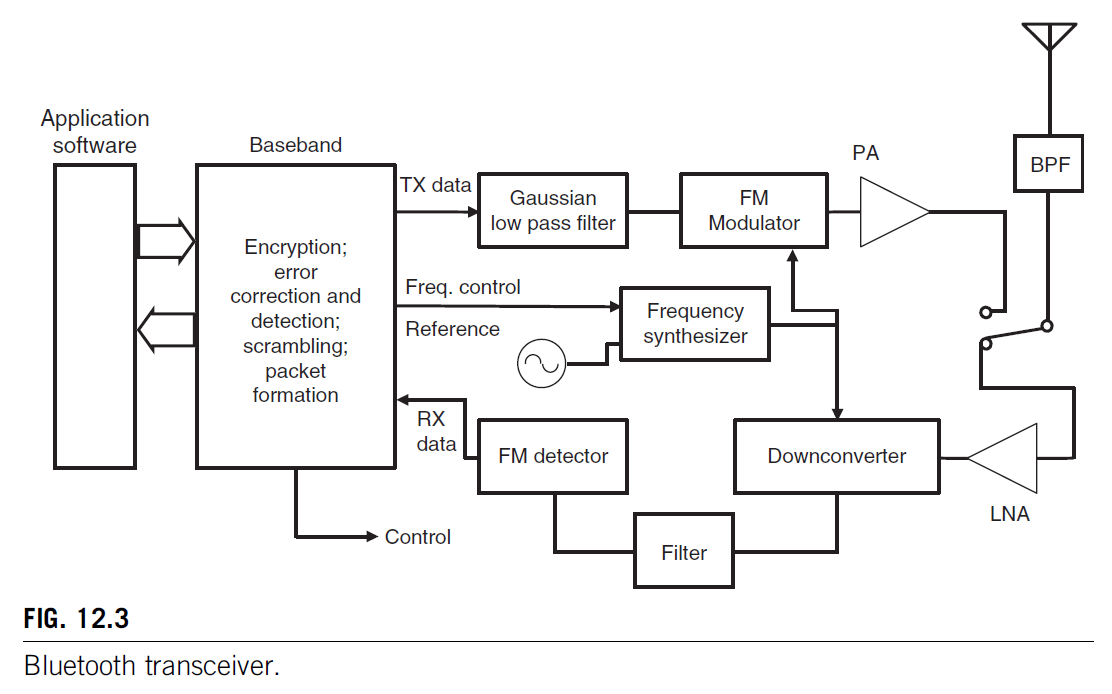 Application
software
Baseband
Encryption;
error
correction and
detection;
scrambling;
packet
formation
TX data
Gaussian
low pass filter
FM
Modulator
PA
BPF
Freq. control
Reference
Frequency
synthesizer
RX
data
FM detector
Downconverter
LNA
Filter
Control
FIG. 12.3
Bluetooth transceiver.